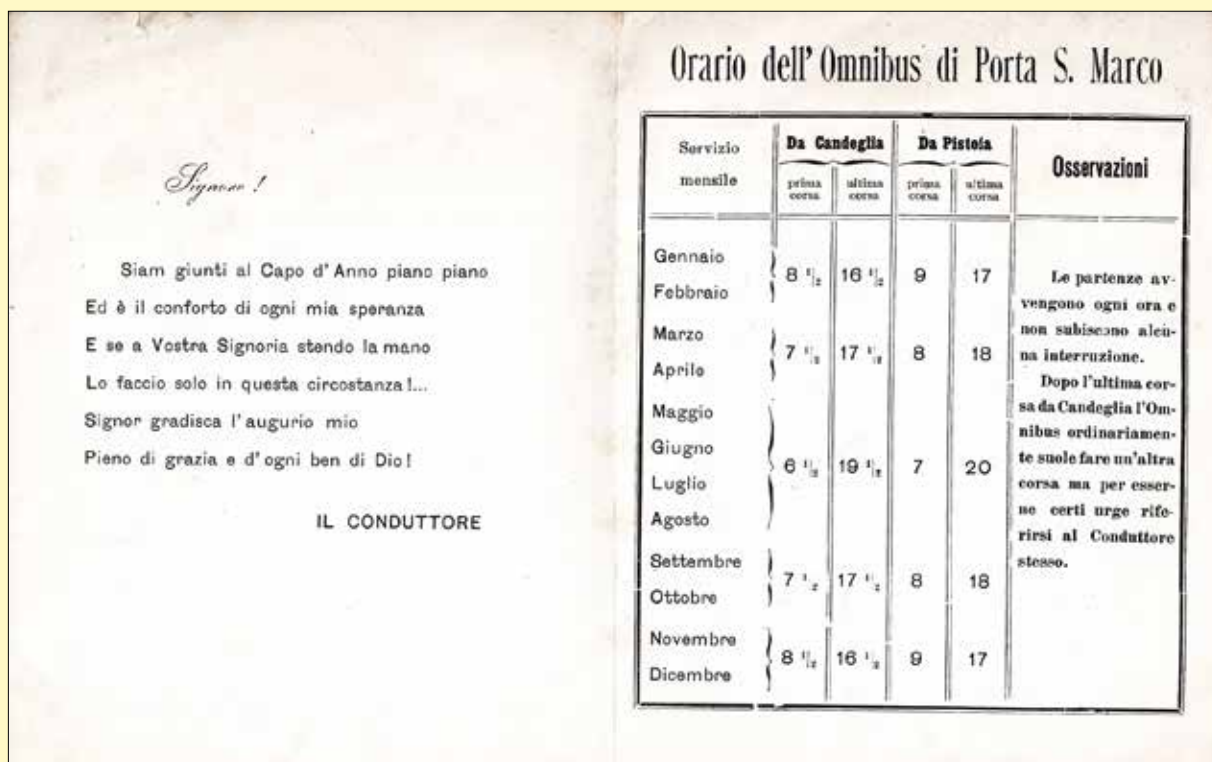 Signore!
Siam giunti al Capo d'Anno piano piano
Ed è il conforto di ogni mia speranza
E se a Vostra Signoria stendo la mano
Lo faccio solo in questa circostanza!...
Signor gradisca l'augurio mio
Pieno di grazia e d'ogni ben di Dio!
IL CONDUTTORE
Orario dell'Omnibus di Porta S. Marco
Servizio mensile
Da Candeglia
Da Pistoia
Osservazioni
prima corsa
ultima corsa
prima corsa
ultima corsa
Gennaio
Febbraio
8 1/2 16 1/2 9 17
Marzo
Aprile
7 1/2 17 1/2 8 18
Maggio
Giugno
Luglio
Agosto
6 1/2 19 1/2 7 20
Settembre
Ottobre
7 1/2 17 1/2 8 18
Novembre
Dicembre
8 1/2 16 1/2 9 17
Le partenze av-
vengono ogni ora e
non subiscono alcu-
na interruzione.
Dopo l'ultima cor-
sa da Candeglia l'Om-
nibus ordinariamen-
te suole fare un'altra
corsa ma per esser-
ne certi urge rife-
rirsi al Conduttore
stesso.